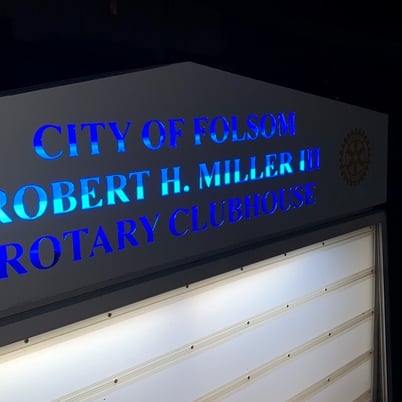 CITY OF FOLSOM
ROBERT H. MILLER III
ROTARY CLUBHOUSE